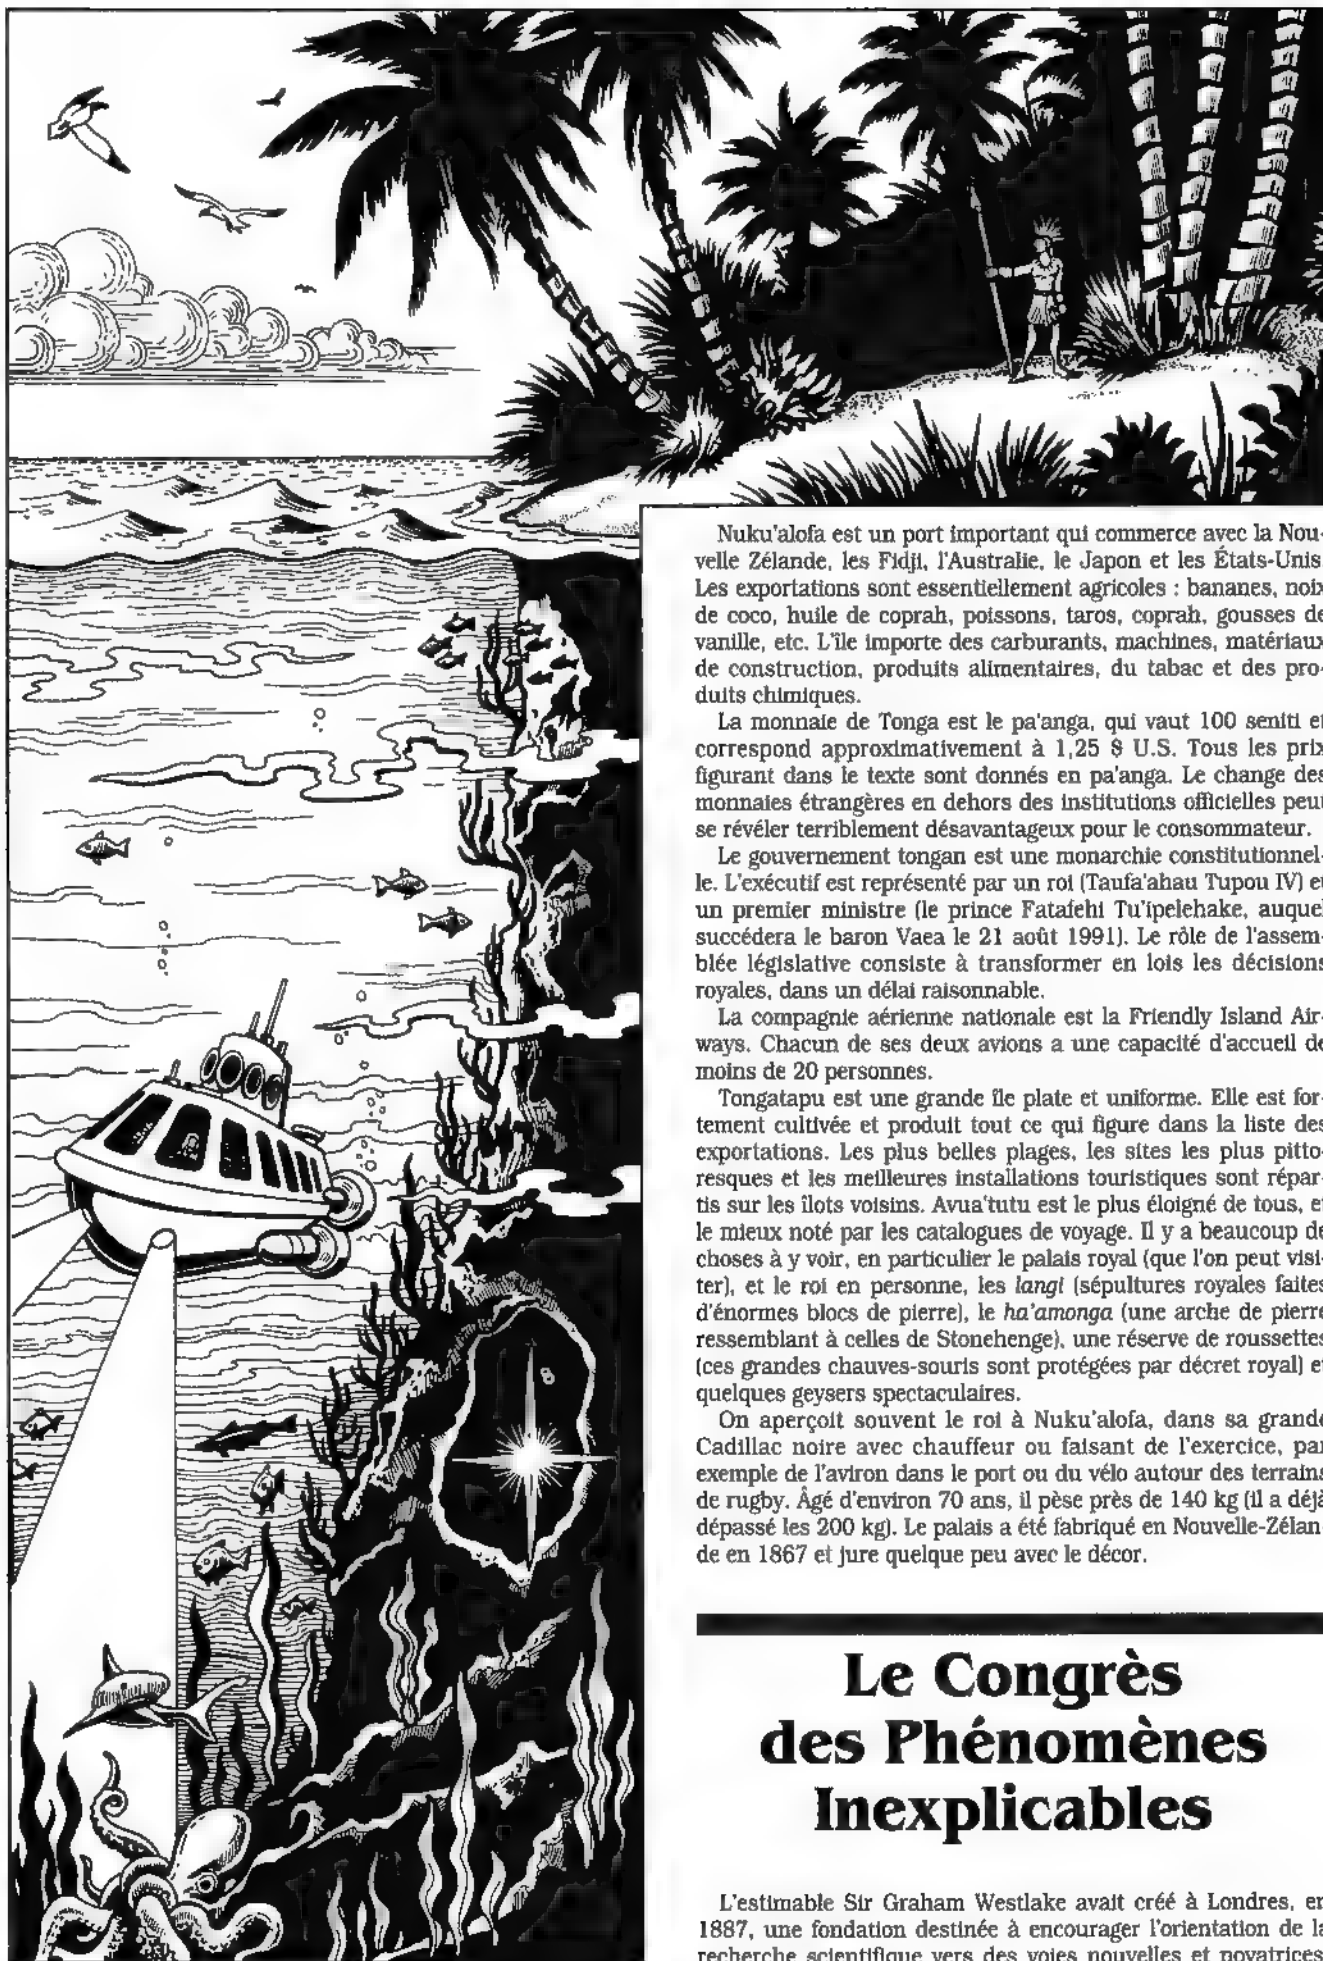 Nuku'alofa est un port important qui commerce avec la Nou-
velle Zélande, les Fidji, l'Australie, le Japon et les États-Unis
Les exportations sont essentiellement agricoles : bananes, noix
de coco, huile de coprah, poissons, taros, coprah, gousses de
vanille, etc. L'île importe des carburants, machines, matériaux
de construction, produits alimentaires, du tabac et des pro-
duits chimiques.
La monnaie de Tonga est le pa'anga, qui vaut 100 seniti et
correspond approximativement à 1,25 $ U.S. Tous les prix
figurant dans le texte sont donnés en pa'anga. Le change des
monnaies étrangères en dehors des institutions officielles peut
se révéler terriblement désavantageux pour le consommateur.
Le gouvernement tongan est une monarchie constitutionnel-
le. L'exécutif est représenté par un roi (Taufa'ahau Tupou IV) et
un premier ministre (le prince Fatafehi Tu'ipelehake, auquel
succédera le baron Vaea le 21 août 1991). Le rôle de l'assem-
blée législative consiste à transformer en lois les décisions
royales, dans un délai raisonnable.
La compagnie aérienne nationale est la Friendly Island Air-
ways. Chacun de ses deux avions a une capacité d'accueil de
moins de 20 personnes.
Tongatapu est une grande île plate et uniforme. Elle est for-
tement cultivée et produit tout ce qui figure dans la liste des
exportations. Les plus belles plages, les sites les plus pitto-
resques et les meilleures installations touristiques sont répar-
tis sur les îlots voisins. Avua'tutu est le plus éloigné de tous, et
le mieux noté par les catalogues de voyage. Il y a beaucoup de
choses à y voir, en particulier le palais royal (que l'on peut visi-
ter), et le roi en personne, les langi (sépultures royales faites
d'énormes blocs de pierre), le ha'amonga (une arche de pierre
ressemblant à celles de Stonehenge), une réserve de roussettes
(ces grandes chauves-souris sont protégées par décret royal) et
quelques geysers spectaculaires.
On aperçoit souvent le roi à Nuku'alofa, dans sa grande
Cadillac noire avec chauffeur ou faisant de l'exercice, par
exemple de l'aviron dans le port ou du vélo autour des terrains
de rugby. Âgé d'environ 70 ans, il pèse près de 140 kg (il a déjà
dépassé les 200 kg). Le palais a été fabriqué en Nouvelle-Zélan
de en 1867 et jure quelque peu avec le décor.
Le Congrès
des Phénomènes
Inexplicables
L'estimable Sir Graham Westlake avait créé à Londres, en
1887, une fondation destinée à encourager l'orientation de la
recherche scientifique vers des voies nouvelles et novatrices